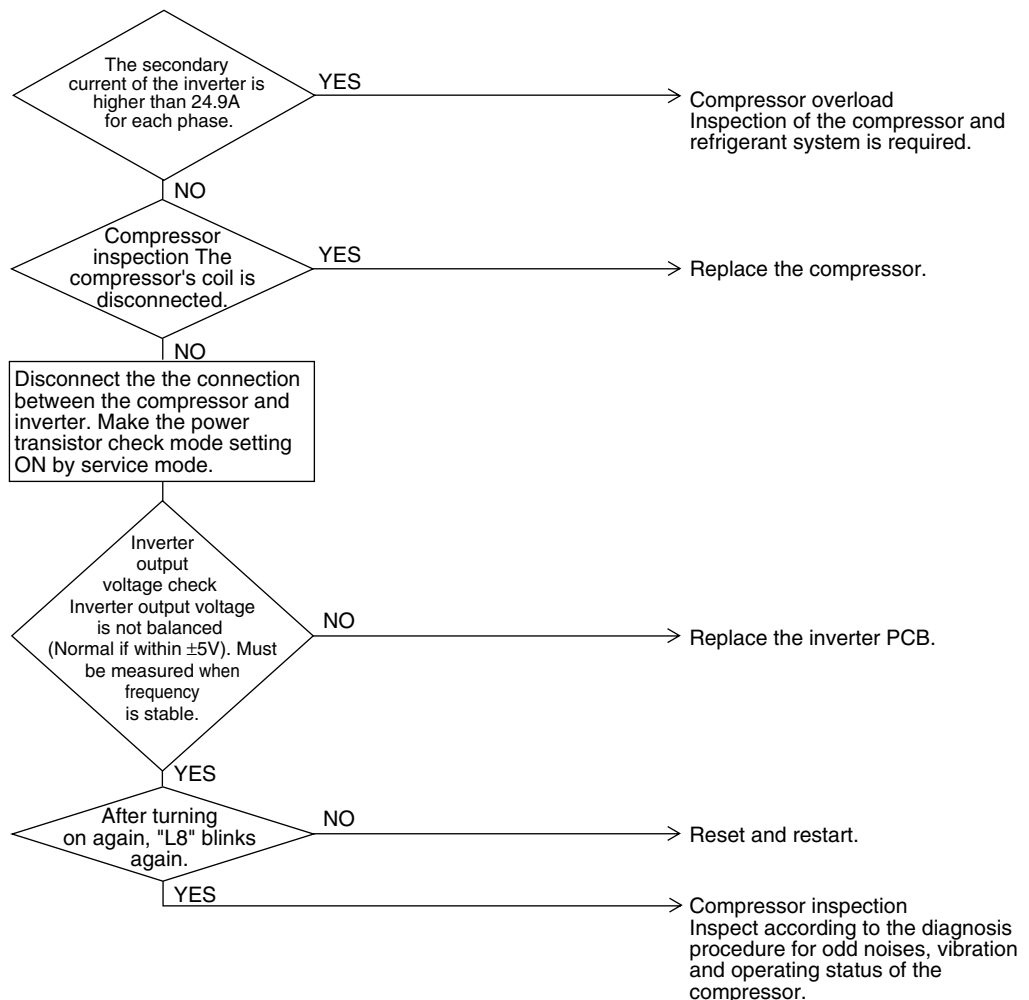 The secondary
current of the inverter is
higher than 24.9A
for each phase.
YES
Compressor overload
Inspection of the compressor and
refrigerant system is required.
NO
Compressor
inspection The
compressor's coil is
disconnected.
YES
Replace the compressor.
NO
Disconnect the the connection
between the compressor and
inverter. Make the power
transistor check mode setting
ON by service mode.
Inverter
output
voltage check
Inverter output voltage
is not balanced
(Normal if within ±5V). Must
be measured when
frequency
is stable.
NO
Replace the inverter PCB.
YES
After turning
on again, "L8" blinks
again.
NO
Reset and restart.
YES
Compressor inspection
Inspect according to the diagnosis
procedure for odd noises, vibration
and operating status of the
compressor.